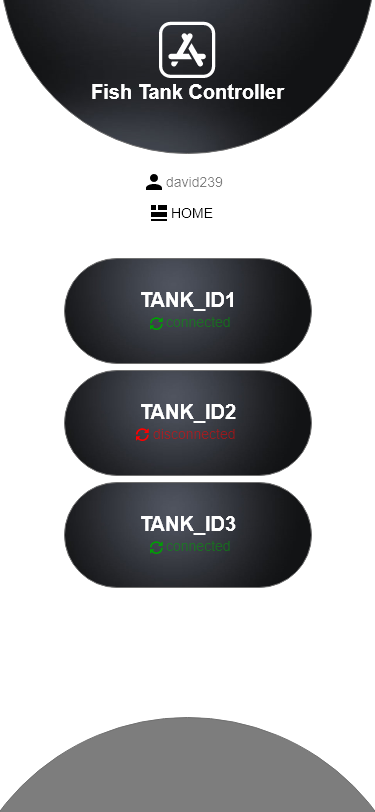 Fish Tank Controller
david239
HOME
TANK_ID1
connected
TANK_ID2
disconnected
TANK_ID3
connected